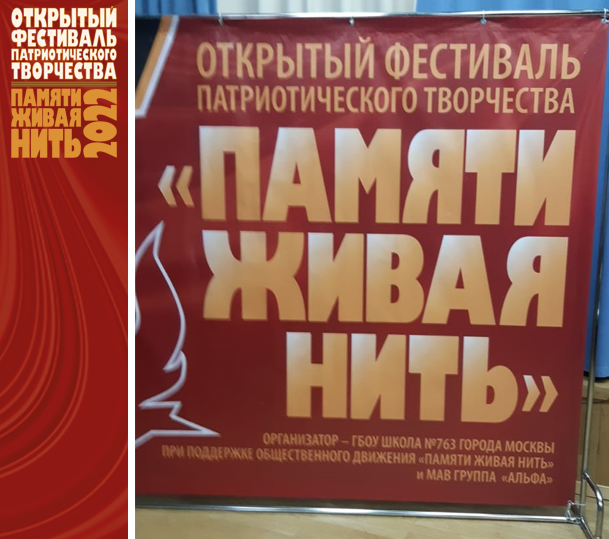 ОТКРЫТЫЙ
ФЕСТИВАЛЬ
ПАТРИОТИЧЕСКОГО
ТВОРЧЕСТВА
ПАМЯТИ
ЖИВАЯ
НИТЬ
2022
ОТКРЫТЫЙ ФЕСТИВАЛЬ
ПАТРИОТИЧЕСКОГО ТВОРЧЕСТВА
«ПАМЯТИ
ЖИВАЯ
НИТЬ»
ОРГАНИЗАТОР – ГБОУ ШКОЛА №763 ГОРОДА МОСКВЫ
ПРИ ПОДДЕРЖКЕ ОБЩЕСТВЕННОГО ДВИЖЕНИЯ «ПАМЯТИ ЖИВАЯ НИТЬ»
и МАВ ГРУППА «АЛЬФА»